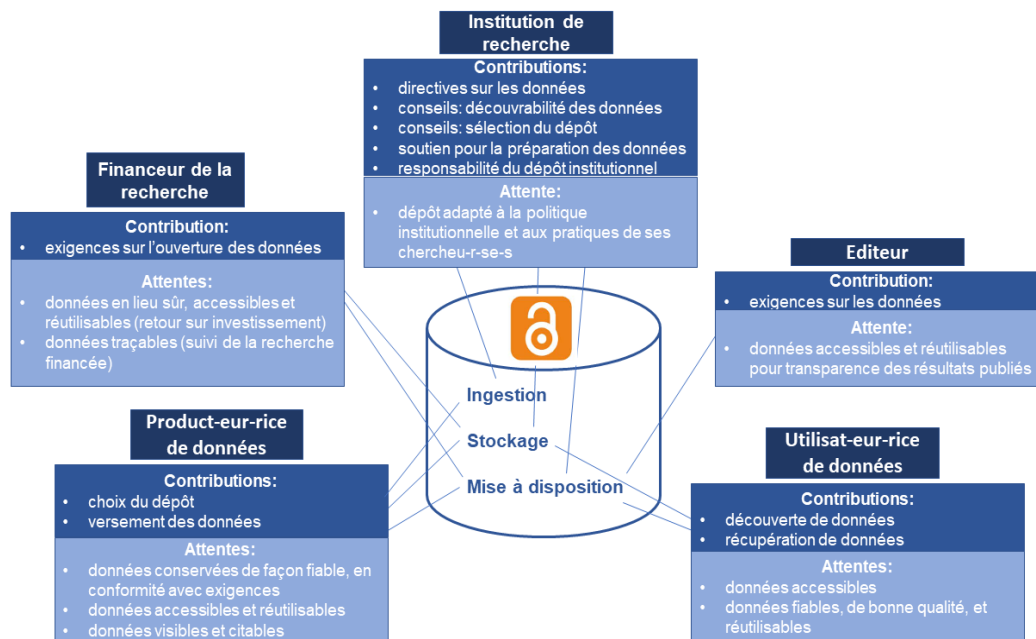 Institution de
recherche
Contributions:
• directives sur les données
• conseils: découvrabilité des données
• conseils: sélection du dépôt
• soutien pour la préparation des données
• responsabilité du dépôt institutionnel
Attente:
• dépôt adapté à la politique
institutionnelle et aux pratiques de ses
chercheu-r-se-s
Financeur de la
recherche
Contribution:
• exigences sur l'ouverture des données
Attentes:
• données en lieu sûr, accessibles et
réutilisables (retour sur investissement)
• données traçables (suivi de la recherche
financée)
Editeur
Contribution:
• exigences sur les données
Attente:
• données accessibles et réutilisables
pour transparence des résultats publiés
Ingestion
Stockage
Mise à disposition
Product-eur-rice
de données
Contributions:
• choix du dépôt
• versement des données
Attentes:
• données conservées de façon fiable, en
conformité avec exigences
• données accessibles et réutilisables
• données visibles et citables
Utilisat-eur-rice
de données
Contributions:
• découverte de données
• récupération de données
Attentes:
• données accessibles
• données fiables, de bonne qualité, et
réutilisables